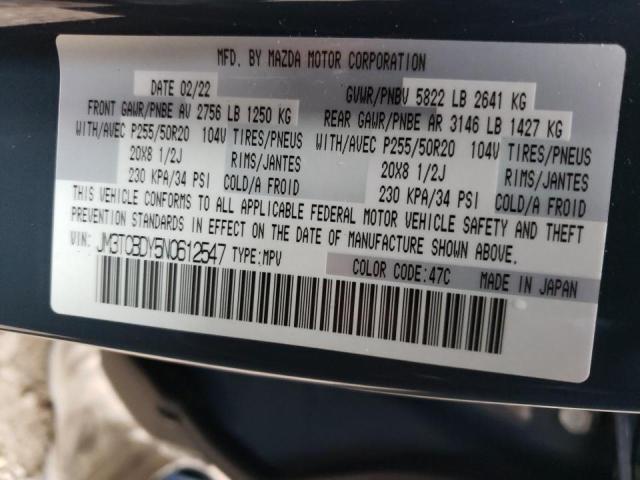 MFD. BY MAZDA MOTOR CORPORATION
DATE 02/22 GVWR/PNBV 5822 LB 2641 KG
FRONT GAWR/PNBE AV 2756 LB 1250 KG REAR GAWR/PNBE AR 3146 LB 1427 KG
WITH/AVEC P255/50R20 104V TIRES/PNEUS WITH/AVEC P255/50R20 104V TIRES/PNEUS
20X8 1/2J RIMS/JANTES 20X8 1/2J RIMS/JANTES
230 KPA/34 PSI COLD/A FROID 230 KPA/34 PSI COLD/A FROID
THIS VEHICLE CONFORMS TO ALL APPLICABLE FEDERAL MOTOR VEHICLE SAFETY AND THEFT
PREVENTION STANDARDS IN EFFECT ON THE DATE OF MANUFACTURE SHOWN ABOVE.
VIN: JM3TCBDY5N0612547 TYPE: MPV COLOR CODE: 47C MADE IN JAPAN